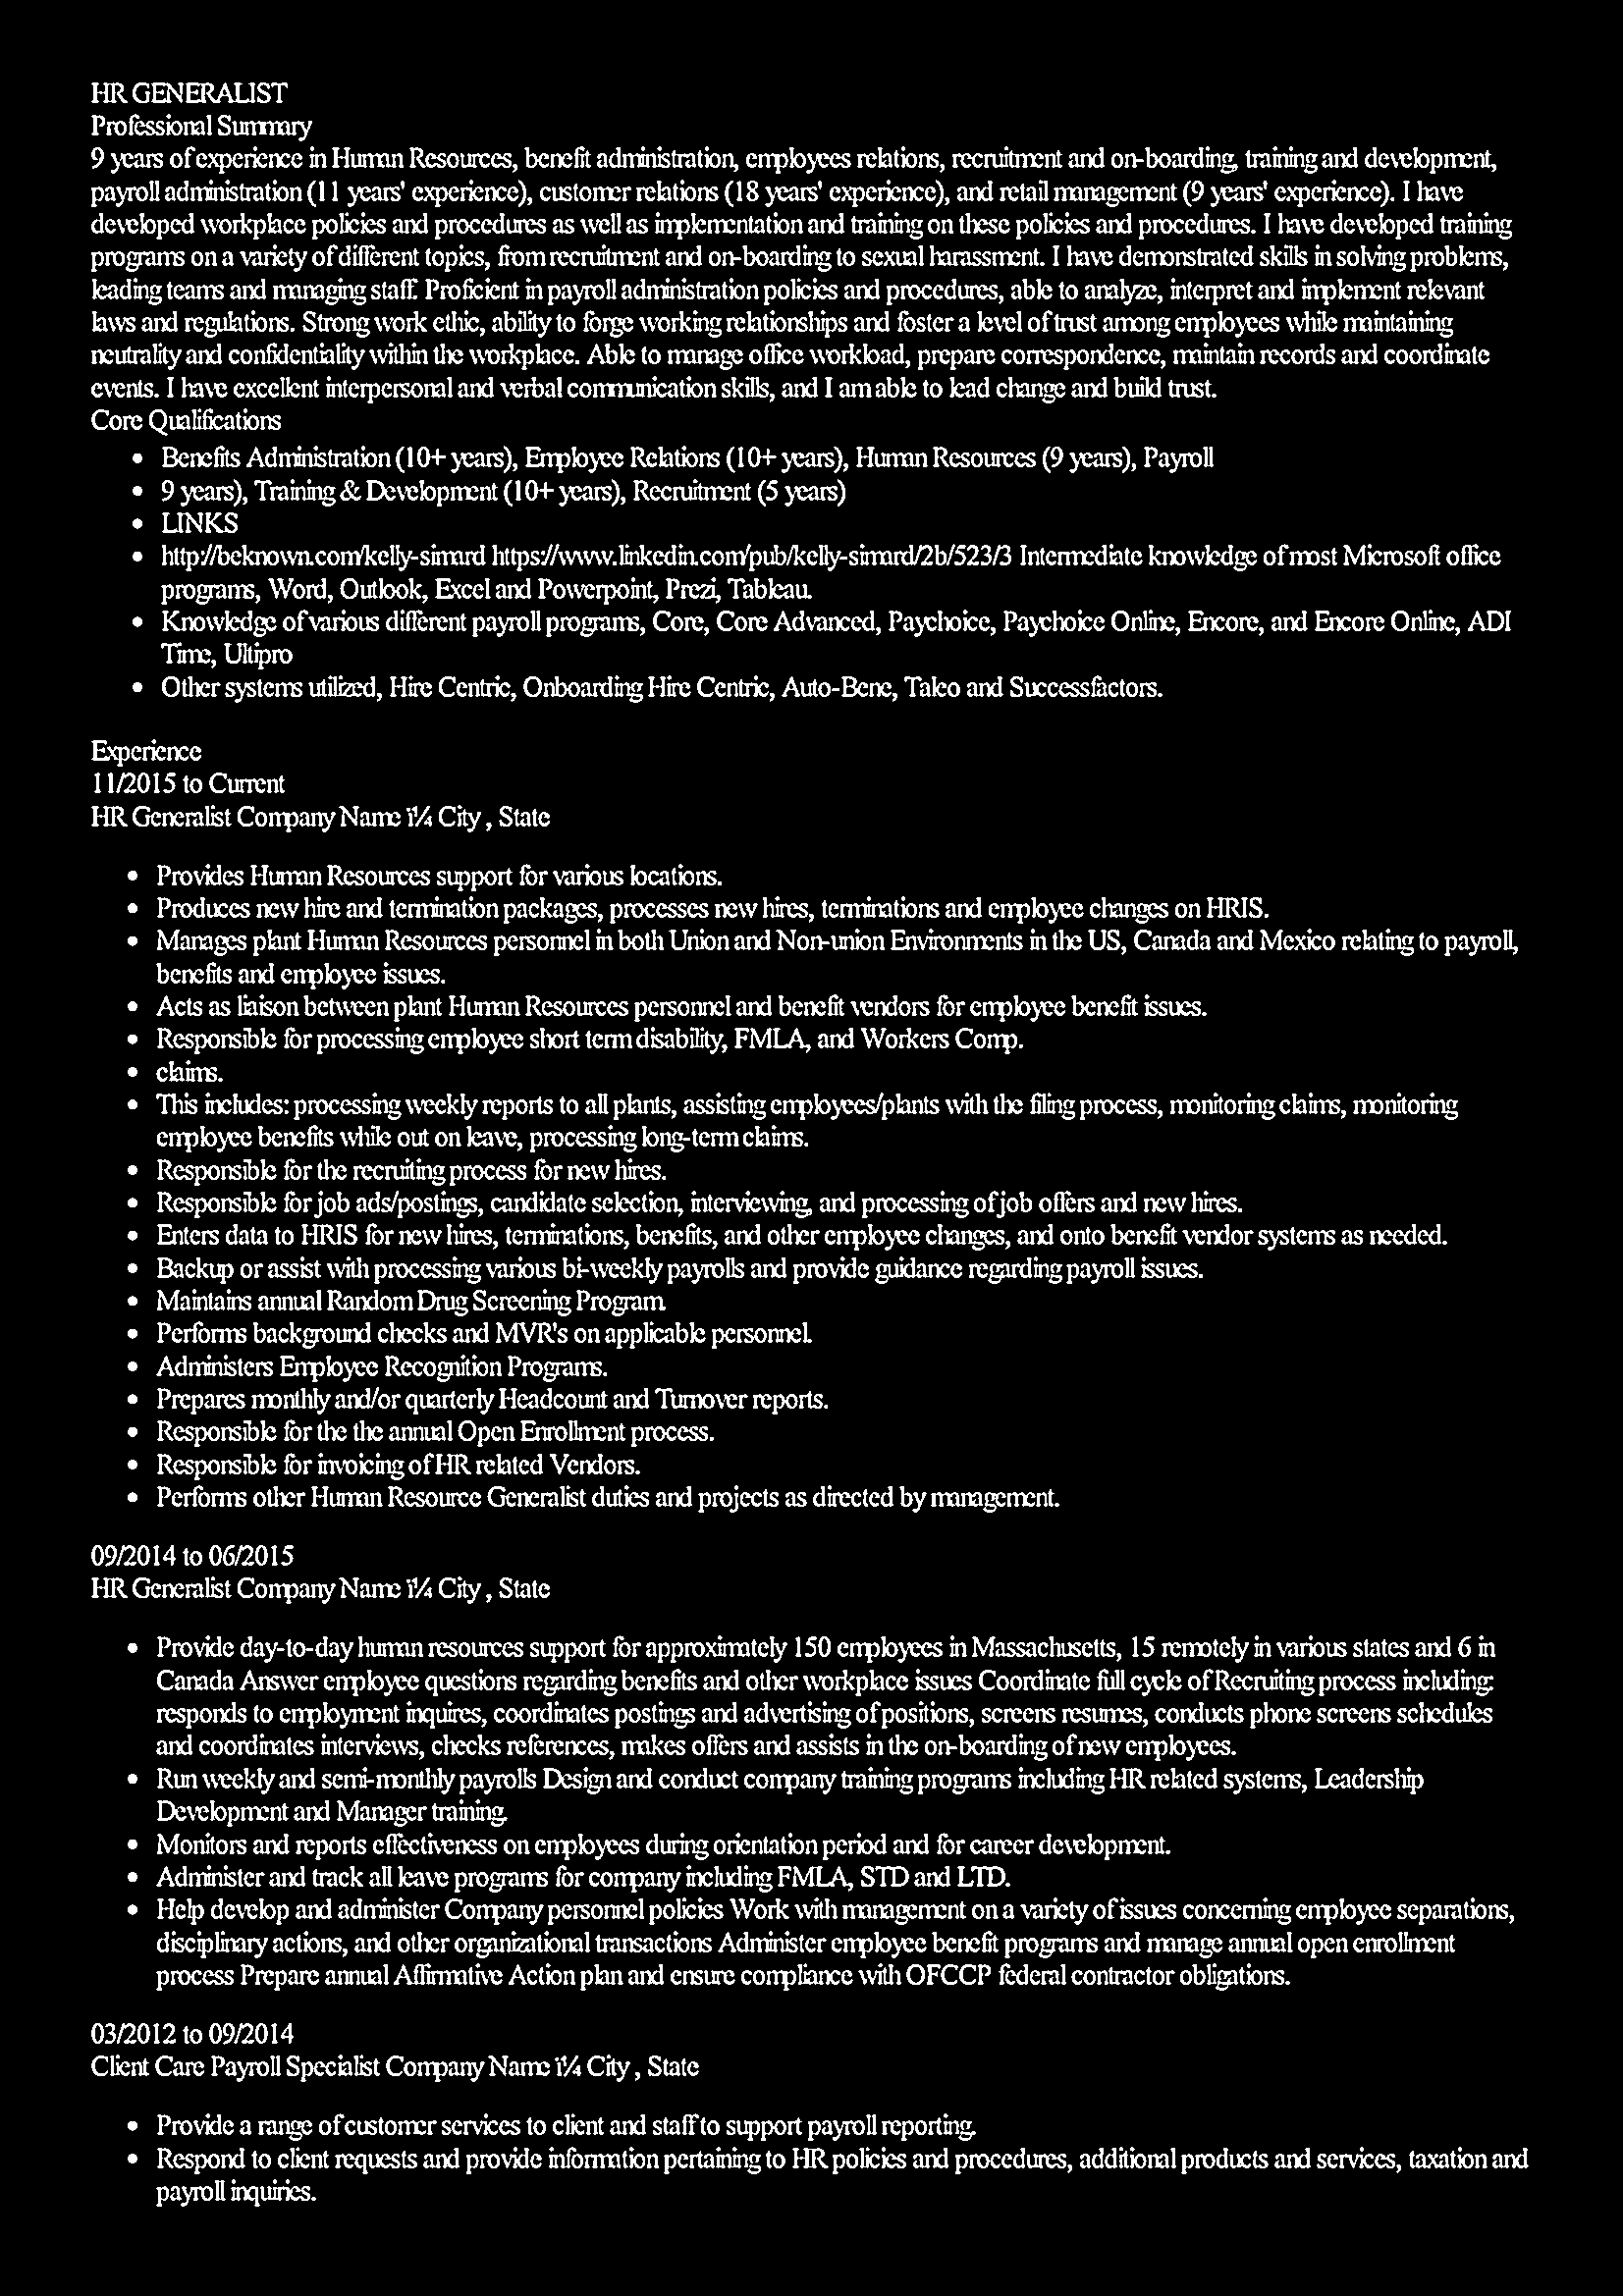 HR GENERALIST
Professional Summary
9 years of experience in Human Resources, benefit administration, employees relations, recruitment and on-boarding, training and development,
payroll administration (11 years' experience), customer relations (18 years' experience), and retail management (9 years' experience). I have
developed workplace policies and procedures as well as implementation and training on these policies and procedures. I have developed training
programs on a variety of different topics, from recruitment and on-boarding to sexual harassment. I have demonstrated skills in solving problems,
leading teams and managing staff. Proficient in payroll administration policies and procedures, able to analyze, interpret and implement relevant
laws and regulations. Strong work ethic, ability to forge working relationships and foster a level of trust among employees while maintaining
neutrality and confidentiality within the workplace. Able to manage office workload, prepare correspondence, maintain records and coordinate
events. I have excellent interpersonal and verbal communication skills, and I am able to lead change and build trust.
Core Qualifications
• Benefits Administration (10+ years), Employee Relations (10+ years), Human Resources (9 years), Payroll
• 9 years), Training & Development (10+ years), Recruitment (5 years)
• LINKS
• http://beknown.com/kelly-simard https://www.linkedin.com/pub/kelly-simard/2b/523/3 Intermediate knowledge of most Microsoft office
programs, Word, Outlook, Excel and Powerpoint, Prezi, Tableau.
• Knowledge of various different payroll programs, Core, Core Advanced, Paychoice, Paychoice Online, Encore, and Encore Online, ADI
Time, Ultipro
• Other systems utilized, Hire Centric, Onboarding Hire Centric, Auto-Bene, Taleo and Successfactors.
Experience
11/2015 to Current
HR Generalist Company Name ï¼ City , State
• Provides Human Resources support for various locations.
• Produces new hire and termination packages, processes new hires, terminations and employee changes on HRIS.
• Manages plant Human Resources personnel in both Union and Non-union Environments in the US, Canada and Mexico relating to payroll,
benefits and employee issues.
• Acts as liaison between plant Human Resources personnel and benefit vendors for employee benefit issues.
• Responsible for processing employee short term disability, FMLA, and Workers Comp.
• claims.
• This includes: processing weekly reports to all plants, assisting employees/plants with the filing process, monitoring claims, monitoring
employee benefits while out on leave, processing long-term claims.
• Responsible for the recruiting process for new hires.
• Responsible for job ads/postings, candidate selection, interviewing, and processing of job offers and new hires.
• Enters data to HRIS for new hires, terminations, benefits, and other employee changes, and onto benefit vendor systems as needed.
• Backup or assist with processing various bi-weekly payrolls and provide guidance regarding payroll issues.
• Maintains annual Random Drug Screening Program.
• Performs background checks and MVR's on applicable personnel.
• Administers Employee Recognition Programs.
• Prepares monthly and/or quarterly Headcount and Turnover reports.
• Responsible for the the annual Open Enrollment process.
• Responsible for invoicing of HR related Vendors.
• Performs other Human Resource Generalist duties and projects as directed by management.
09/2014 to 06/2015
HR Generalist Company Name ï¼ City , State
• Provide day-to-day human resources support for approximately 150 employees in Massachusetts, 15 remotely in various states and 6 in
Canada Answer employee questions regarding benefits and other workplace issues Coordinate full cycle of Recruiting process including:
responds to employment inquires, coordinates postings and advertising of positions, screens resumes, conducts phone screens schedules
and coordinates interviews, checks references, makes offers and assists in the on-boarding of new employees.
• Run weekly and semi-monthly payrolls Design and conduct company training programs including HR related systems, Leadership
Development and Manager training.
• Monitors and reports effectiveness on employees during orientation period and for career development.
• Administer and track all leave programs for company including FMLA, STD and LTD.
• Help develop and administer Company personnel policies Work with management on a variety of issues concerning employee separations,
disciplinary actions, and other organizational transactions Administer employee benefit programs and manage annual open enrollment
process Prepare annual Affirmative Action plan and ensure compliance with OFCCP federal contractor obligations.
03/2012 to 09/2014
Client Care Payroll Specialist Company Name ï¼ City , State
• Provide a range of customer services to client and staff to support payroll reporting.
• Respond to client requests and provide information pertaining to HR policies and procedures, additional products and services, taxation and
payroll inquiries.